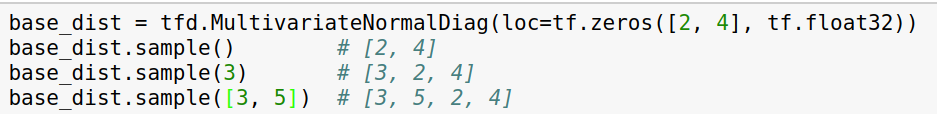 base_dist = tfd.MultivariateNormalDiag(loc=tf.zeros([2, 4], tf.float32))
base_dist.sample()        # [2, 4]
base_dist.sample(3)       # [3, 2, 4]
base_dist.sample([3, 5])  # [3, 5, 2, 4]